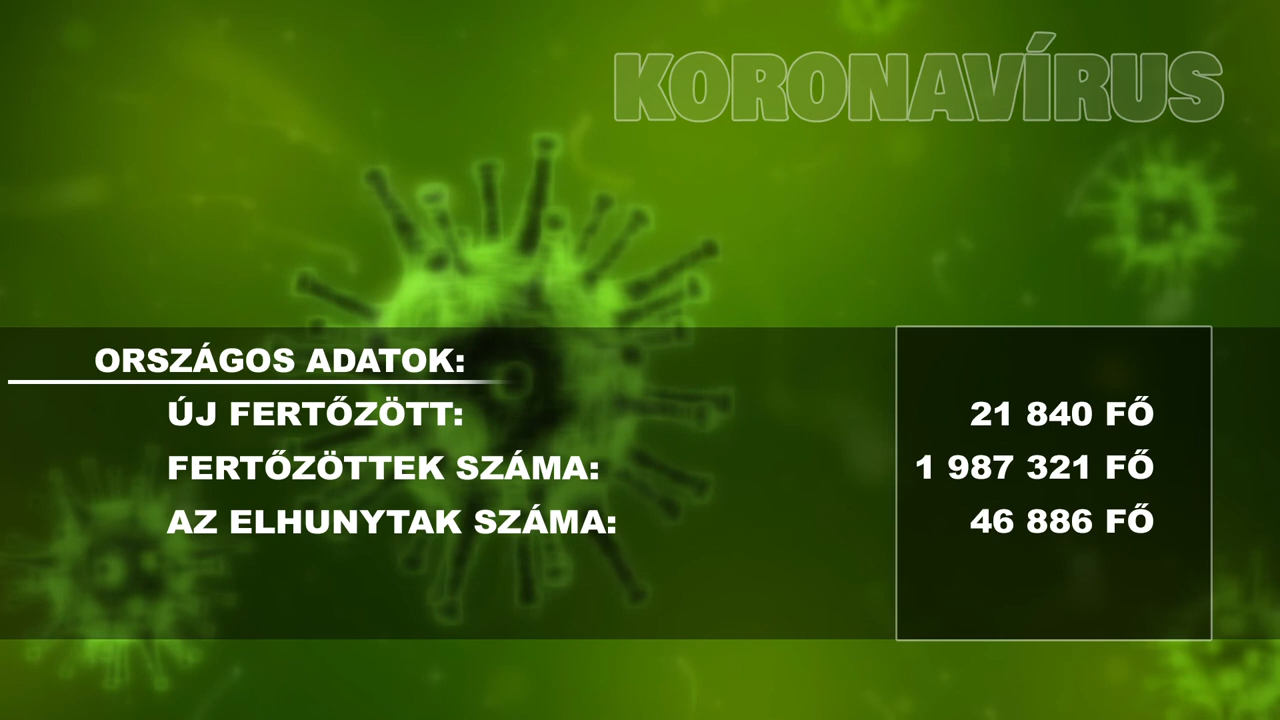 KORONAVÍRUS
ORSZÁGOS ADATOK:
ÚJ FERTŐZÖTT: 21 840 FŐ
FERTŐZÖTTEK SZÁMA: 1 987 321 FŐ
AZ ELHUNYTAK SZÁMA: 46 886 FŐ